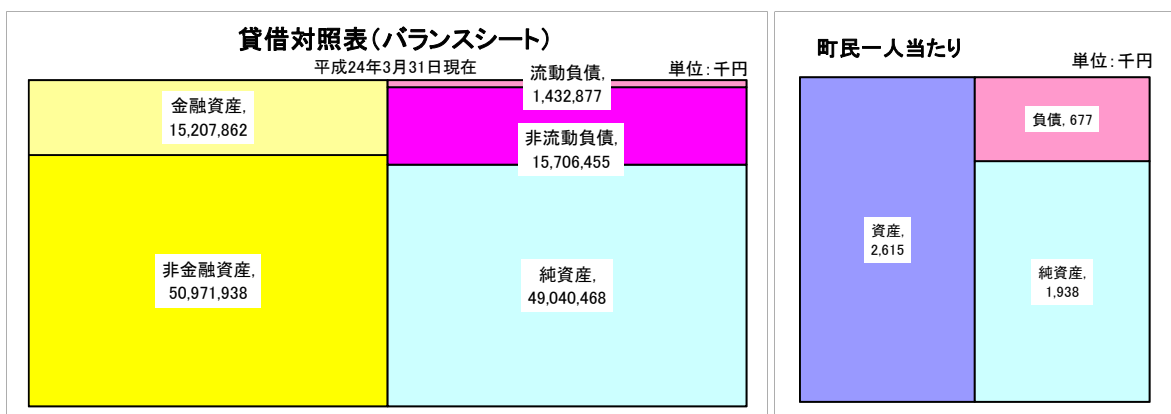 貸借対照表(バランスシート)
平成24年3月31日現在
単位:千円
金融資産,
15,207,862
流動負債,
1,432,877
非流動負債,
15,706,455
非金融資産,
50,971,938
純資産,
49,040,468
町民一人当たり
単位:千円
負債, 677
資産,
2,615
純資産,
1,938